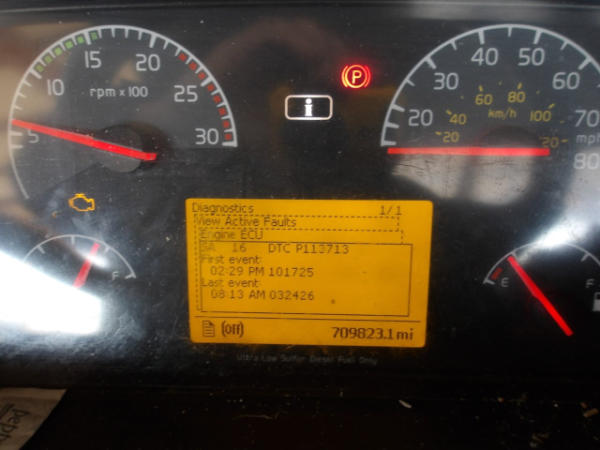 5
10
15
20
25
30
rpm x 100
P
i
20
30
40
50
60
70
80
mph
20
40
60
80
100
120
km/h
Diagnostics 1/1
View Active Faults
Engine ECU
SA 16 DTC P113713
First event:
02:29 PM 101725
Last event:
08:13 AM 032426
(off)
709823.1 mi
Ultra Low Sulfur Diesel Fuel Only
F
E
F